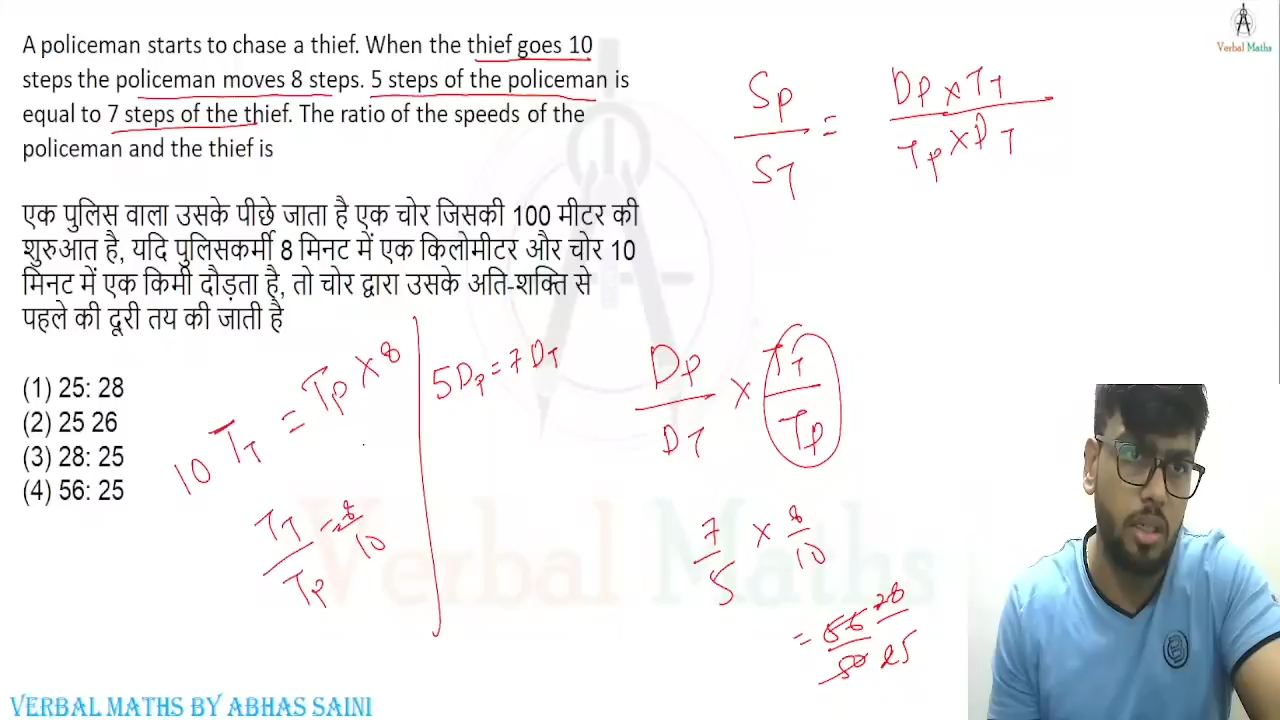 A policeman starts to chase a thief. When the thief goes 10
steps the policeman moves 8 steps. 5 steps of the policeman is
equal to 7 steps of the thief. The ratio of the speeds of the
policeman and the thief is
एक पुलिस वाला उसके पीछे जाता है एक चोर जिसकी 100 मीटर की
शुरुआत है, यदि पुलिसकर्मी 8 मिनट में एक किलोमीटर और चोर 10
मिनट में एक किमी दौड़ता है, तो चोर द्वारा उसके अति-शक्ति से
पहले की दूरी तय की जाती है
(1) 25: 28
(2) 25 26
(3) 28: 25
(4) 56: 25
10 TT = TP × 8
TT/TP = 8/10
5DP = 7DT
SP/ST = DP × TT / TP × DT
DP/DT × TT/TP
7/5 × 8/10
= 56/50 28/25
Verbal Maths
Verbal Maths
VERBAL MATHS BY ABHAS SAINI